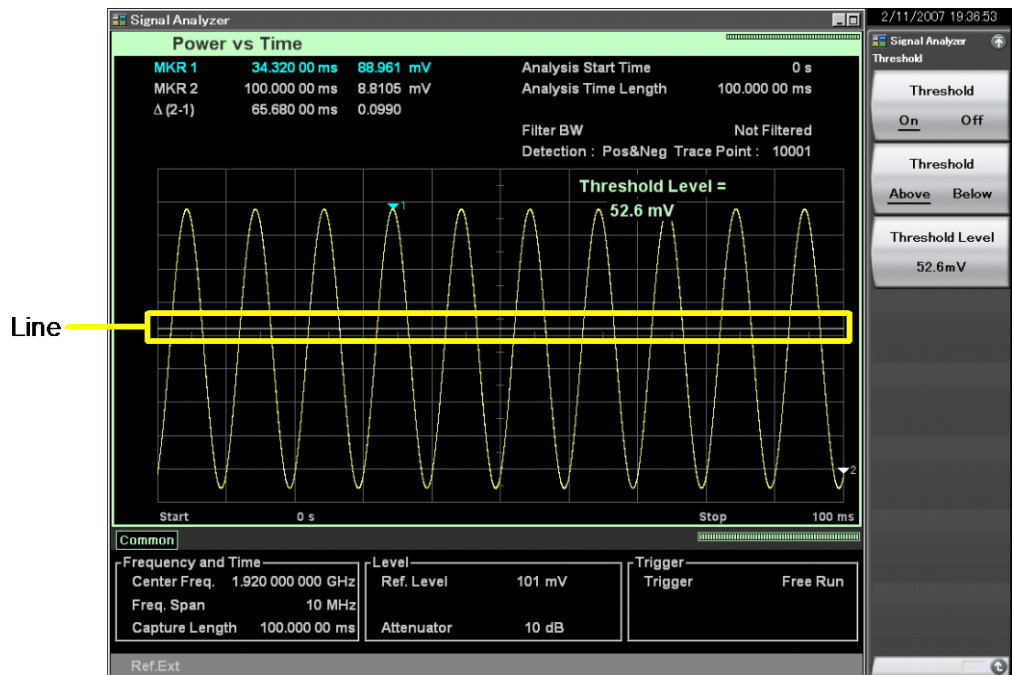 Signal Analyzer
2/11/2007 19:36:53
Power vs Time
MKR 1 34.320 00 ms 88.961 mV
MKR 2 100.000 00 ms 8.8105 mV
Δ (2-1) 65.680 00 ms 0.0990
Analysis Start Time 0 s
Analysis Time Length 100.000 00 ms
Filter BW Not Filtered
Detection : Pos&Neg Trace Point : 10001
Threshold Level =
52.6 mV
1
2
Line
Start 0 s Stop 100 ms
Common
Frequency and Time
Center Freq. 1.920 000 000 GHz
Freq. Span 10 MHz
Capture Length 100.000 00 ms
Level
Ref. Level 101 mV
Attenuator 10 dB
Trigger
Trigger Free Run
Ref.Ext
Signal Analyzer
Threshold
Threshold
On Off
Threshold
Above Below
Threshold Level
52.6mV